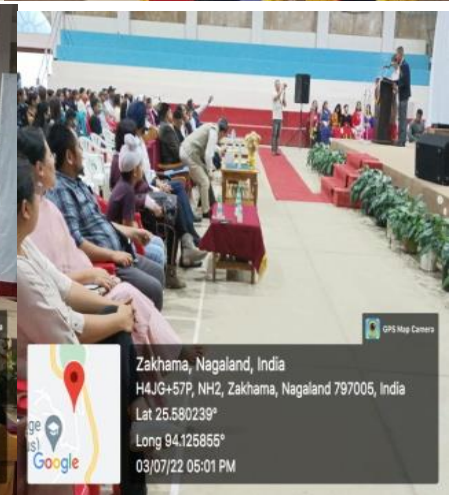 GPS Map Camera
Zakhama, Nagaland, India
H4JG+57P, NH2, Zakhama, Nagaland 797005, India
Lat 25.580239°
Long 94.125855°
03/07/22 05:01 PM
Google